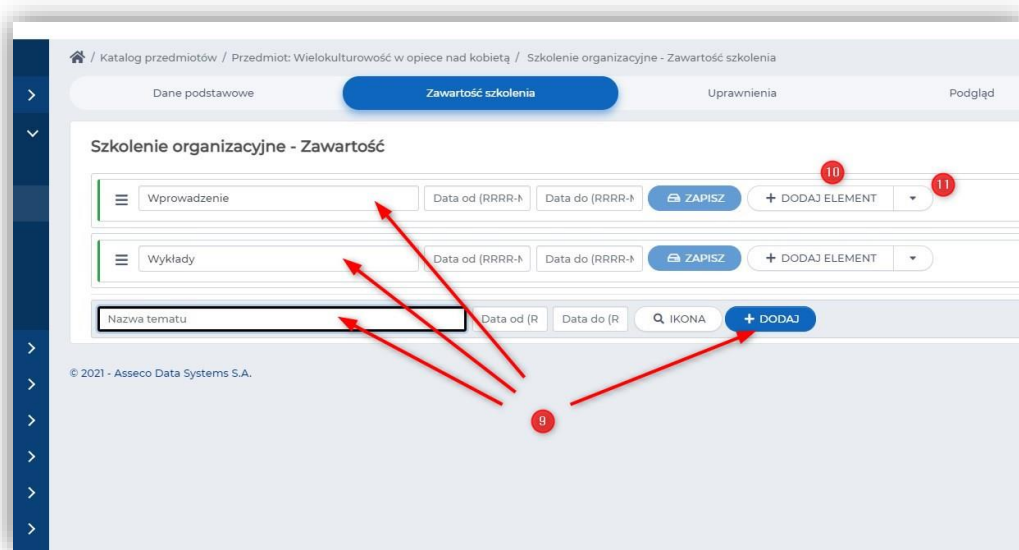 / Katalog przedmiotów / Przedmiot: Wielokulturowość w opiece nad kobietą / Szkolenie organizacyjne - Zawartość szkolenia
Dane podstawowe Zawartość szkolenia Uprawnienia Podgląd
Szkolenie organizacyjne - Zawartość
10 11
Wprowadzenie Data od (RRRR-M Data do (RRRR-M ZAPISZ + DODAJ ELEMENT
Wykłady Data od (RRRR-M Data do (RRRR-M ZAPISZ + DODAJ ELEMENT
Nazwa tematu Data od (R Data do (R IKONA + DODAJ
© 2021 - Asseco Data Systems S.A.
9